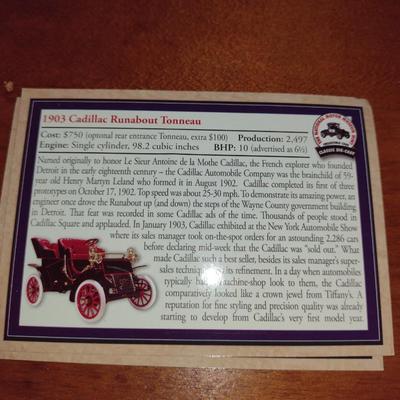 1903 Cadillac Runabout Tonneau
Cost: $750 (optional rear entrance Tonneau, extra $100) Production: 2,497
Engine: Single cylinder, 98.2 cubic inches BHP: 10 (advertised as 6½)
THE NATIONAL MOTOR MUSEUM MINT
CLASSIC DIE-CAST
Named originally to honor Le Sieur Antoine de la Mothe Cadillac, the French explorer who founded
Detroit in the early eighteenth century – the Cadillac Automobile Company was the brainchild of 59-
year old Henry Martyn Leland who formed it in August 1902. Cadillac completed its first of three
prototypes on October 17, 1902. Top speed was about 25-30 mph. To demonstrate its amazing power, an
engineer once drove the Runabout up (and down) the steps of the Wayne County government building
in Detroit. That feat was recorded in some Cadillac ads of the time. Thousands of people stood in
Cadillac Square and applauded. In January 1903, Cadillac exhibited at the New York Automobile Show
where its sales manager took on-the-spot orders for an astounding 2,286 cars
before declaring mid-week that the Cadillac was "sold out." What
made Cadillac such a best seller, besides its sales manager's super-
sales technique, was its refinement. In a day when automobiles
typically had a machine-shop look to them, the Cadillac
comparatively looked like a crown jewel from Tiffany's. A
reputation for fine styling and precision quality was already
starting to develop from Cadillac's very first model year.